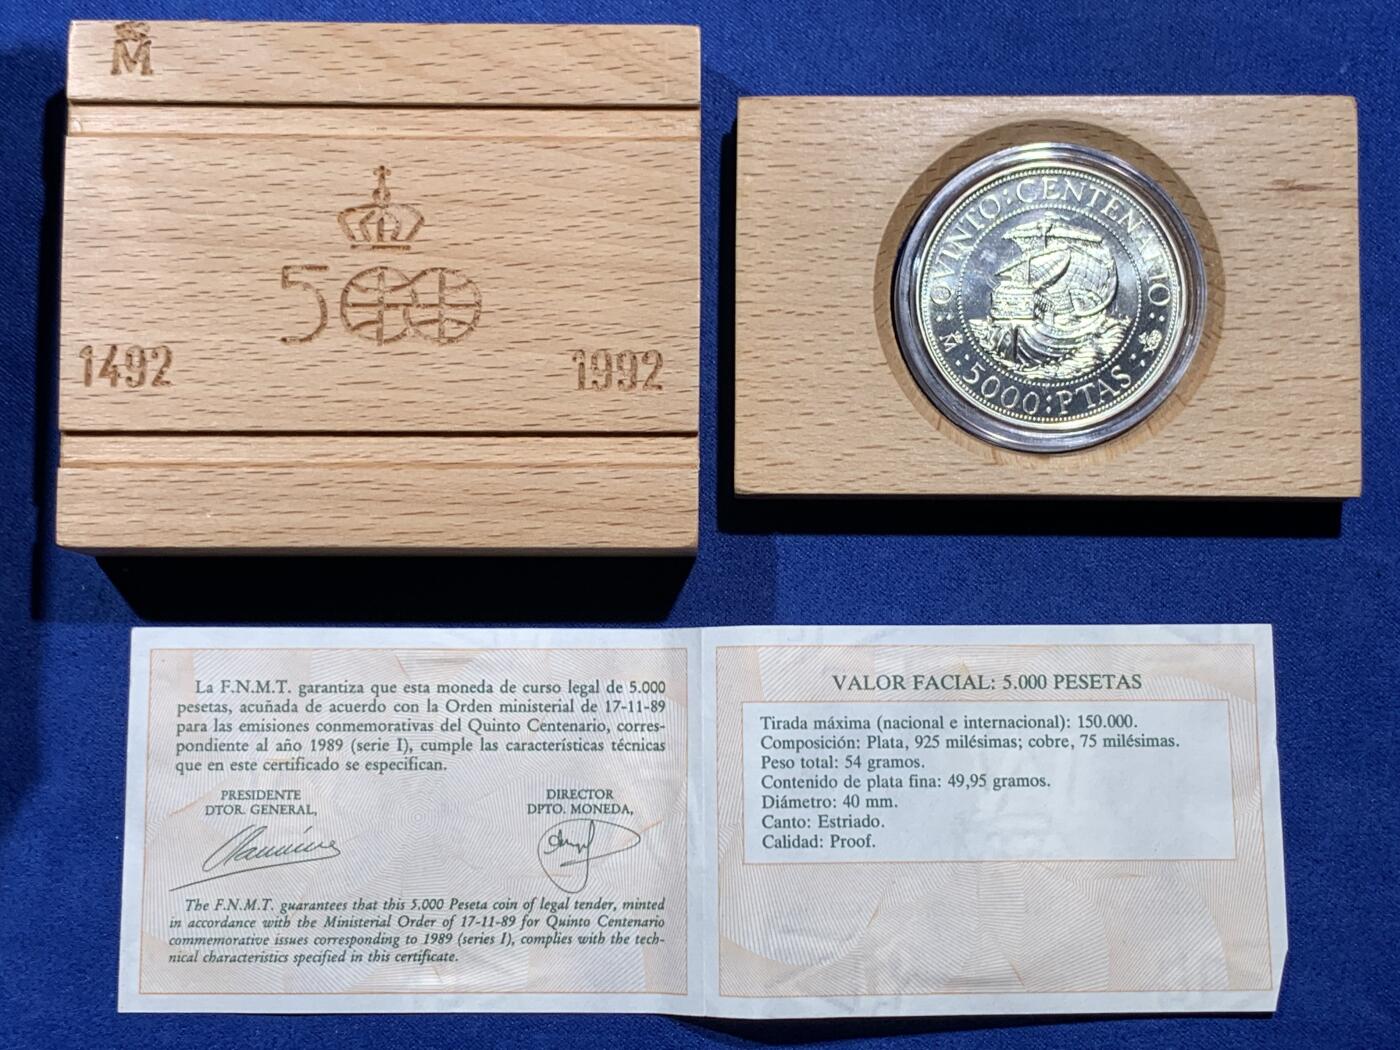 M
500
1492 1992
QVINTO:CENTENARIO:
M :5000:PTAS:
La F.N.M.T. garantiza que esta moneda de curso legal de 5.000
pesetas, acuñada de acuerdo con la Orden ministerial de 17-11-89
para las emisiones conmemorativas del Quinto Centenario, corres-
pondiente al año 1989 (serie I), cumple las características técnicas
que en este certificado se especifican.
PRESIDENTE
DTOR. GENERAL,
DIRECTOR
DPTO. MONEDA,
The F.N.M.T. guarantees that this 5.000 Peseta coin of legal tender, minted
in accordance with the Ministerial Order of 17-11-89 for Quinto Centenario
commemorative issues corresponding to 1989 (series I), complies with the tech-
nical characteristics specified in this certificate.
VALOR FACIAL: 5.000 PESETAS
Tirada máxima (nacional e internacional): 150.000.
Composición: Plata, 925 milésimas; cobre, 75 milésimas.
Peso total: 54 gramos.
Contenido de plata fina: 49,95 gramos.
Diámetro: 40 mm.
Canto: Estriado.
Calidad: Proof.